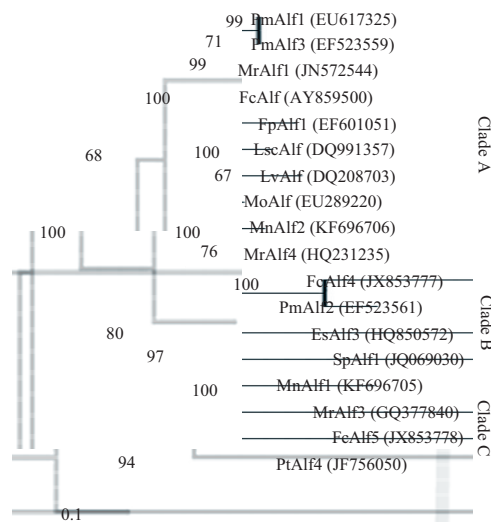 99 PmAlf1 (EU617325)
71 PmAlf3 (EF523559)
99 MrAlf1 (JN572544)
100 FcAlf (AY859500)
FpAlf1 (EF601051)
68 100 LscAlf (DQ991357)
67 LvAlf (DQ208703)
MoAlf (EU289220)
100 100 MnAlf2 (KF696706)
76 MrAlf4 (HQ231235)
100 FcAlf4 (JX853777)
PmAlf2 (EF523561)
80 EsAlf3 (HQ850572)
97 SpAlf1 (JQ069030)
100 MnAlf1 (KF696705)
MrAlf3 (GQ377840)
FcAlf5 (JX853778)
94 PtAlf4 (JF756050)
0.1
Clade A
Clade B
Clade C